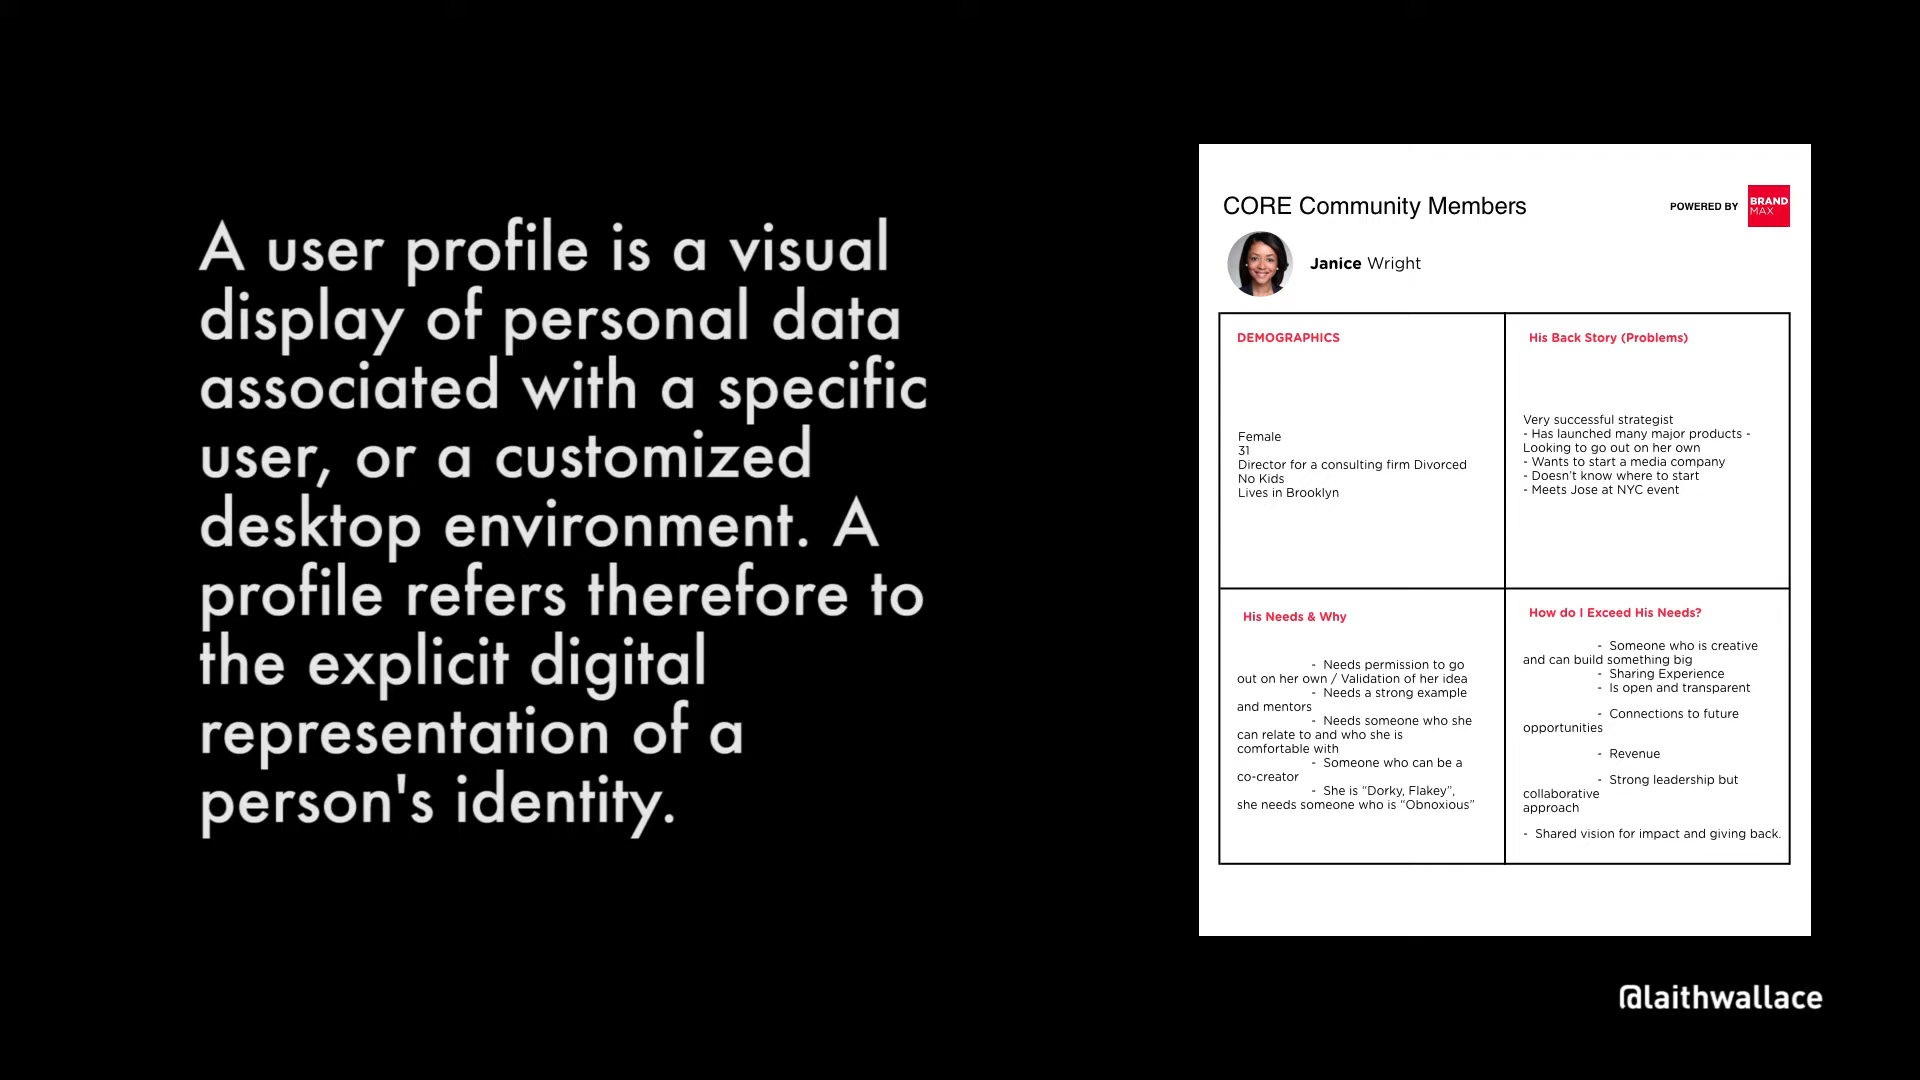 A user profile is a visual
display of personal data
associated with a specific
user, or a customized
desktop environment. A
profile refers therefore to
the explicit digital
representation of a
person's identity.
CORE Community Members
POWERED BY
BRAND
MAX
Janice Wright
DEMOGRAPHICS
Female
31
Director for a consulting firm Divorced
No Kids
Lives in Brooklyn
His Back Story (Problems)
Very successful strategist
- Has launched many major products -
Looking to go out on her own
- Wants to start a media company
- Doesn't know where to start
- Meets Jose at NYC event
His Needs & Why
- Needs permission to go
out on her own / Validation of her idea
- Needs a strong example
and mentors
- Needs someone who she
can relate to and who she is
comfortable with
- Someone who can be a
co-creator
- She is “Dorky, Flakey”,
she needs someone who is “Obnoxious”
How do I Exceed His Needs?
- Someone who is creative
and can build something big
- Sharing Experience
- Is open and transparent
- Connections to future
opportunities
- Revenue
- Strong leadership but
collaborative
approach
- Shared vision for impact and giving back.
@laithwallace